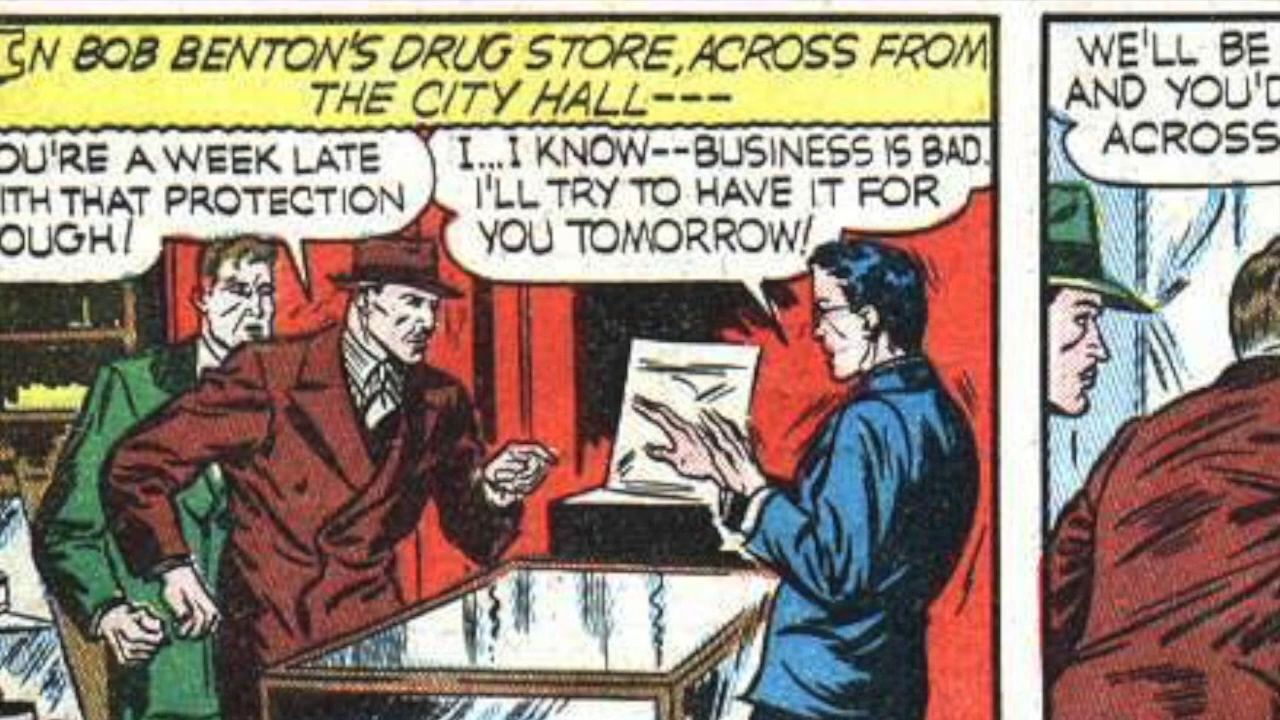 IN BOB BENTON'S DRUG STORE, ACROSS FROM
THE CITY HALL---
OU'RE A WEEK LATE
ITH THAT PROTECTION
OUGH!
I...I KNOW--BUSINESS IS BAD.
I'LL TRY TO HAVE IT FOR
YOU TOMORROW!
WE'LL BE
AND YOU'D
ACROSS